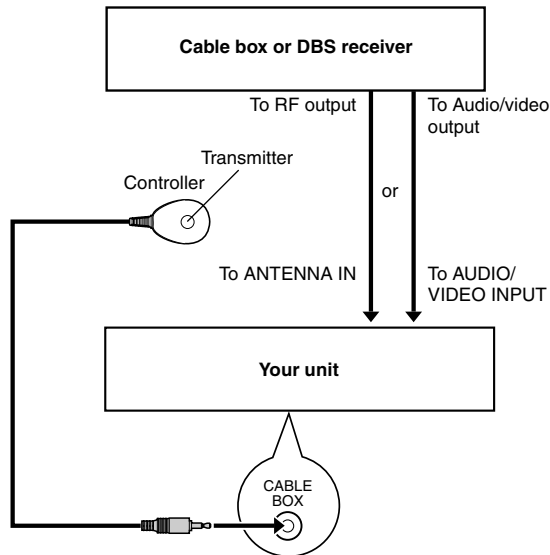 Cable box or DBS receiver
To RF output
To Audio/video
output
Transmitter
Controller
or
To ANTENNA IN
To AUDIO/
VIDEO INPUT
Your unit
CABLE
BOX